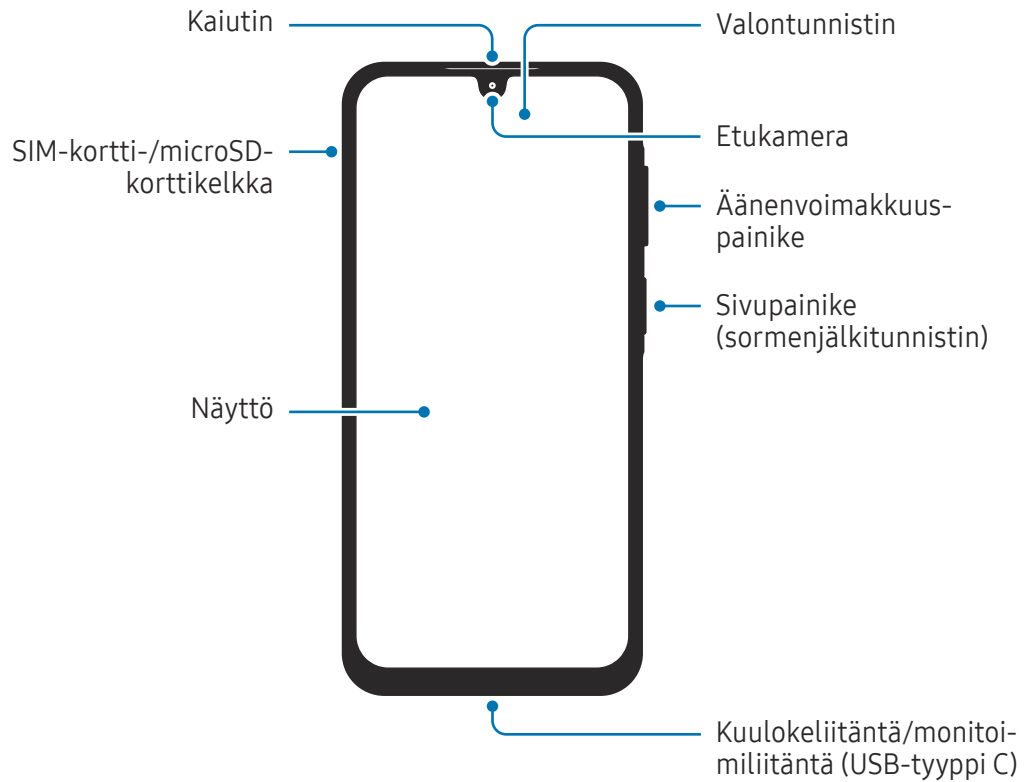 Kaiutin
Valontunnistin
Etukamera
SIM-kortti-/microSD-
korttikelkka
Äänenvoimakkuus-
painike
Sivupainike
(sormenjälkitunnistin)
Näyttö
Kuulokeliitäntä/monitoi-
miliitäntä (USB-tyyppi C)